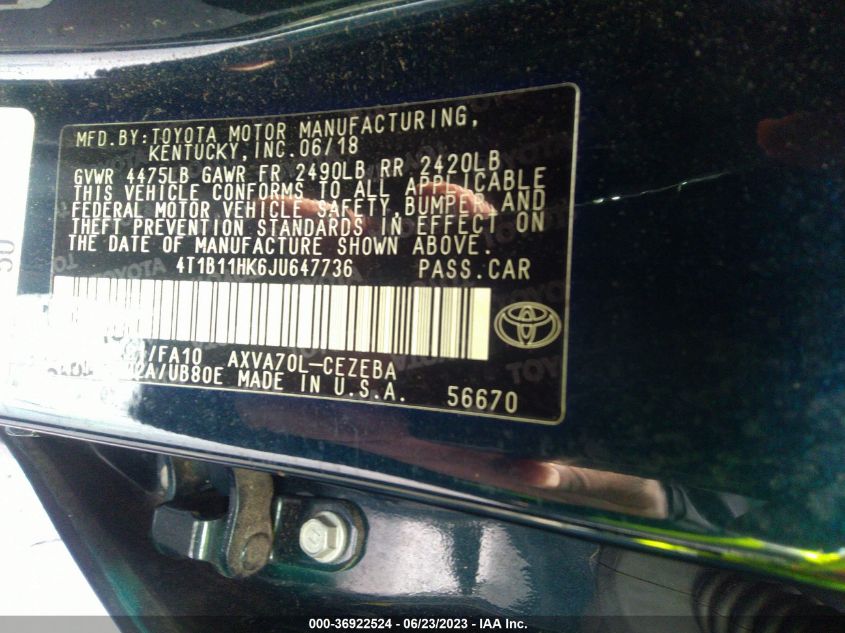 MFD.BY:TOYOTA MOTOR MANUFACTURING,
KENTUCKY,INC.06/18
GVWR 4475LB GAWR FR 2490LB RR 2420LB
THIS VEHICLE CONFORMS TO ALL APPLICABLE
FEDERAL MOTOR VEHICLE SAFETY,BUMPER,AND
THEFT PREVENTION STANDARDS IN EFFECT ON
THE DATE OF MANUFACTURE SHOWN ABOVE.
4T1B11HK6JU647736 PASS.CAR
/FA10 AXVA70L-CEZEBA
2A/UB80E MADE IN U.S.A. 56670
50
000-36922524 - 06/23/2023 - IAA Inc.